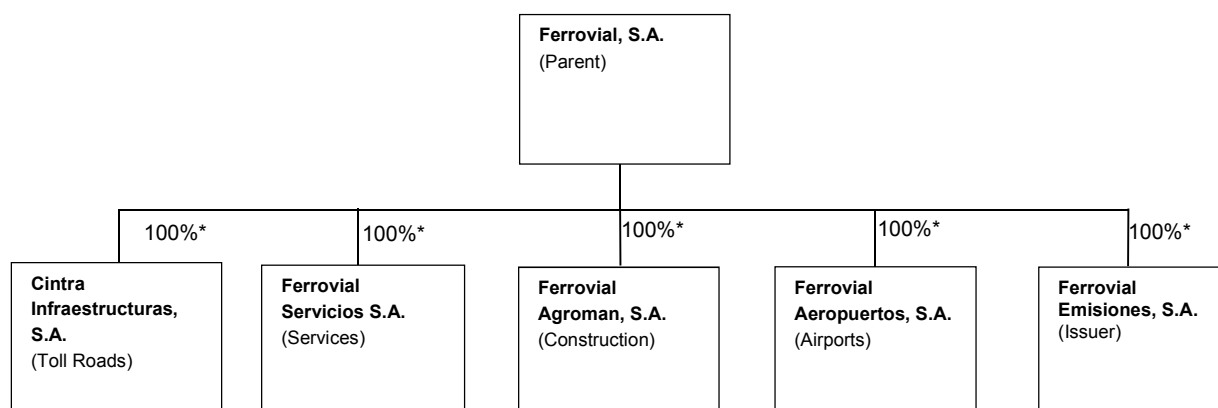 Ferrovial, S.A.
(Parent)
100%*
100%*
100%*
100%*
100%*
Cintra
Infraestructuras,
S.A.
(Toll Roads)
Ferrovial
Servicios S.A.
(Services)
Ferrovial
Agroman, S.A.
(Construction)
Ferrovial
Aeropuertos, S.A.
(Airports)
Ferrovial
Emisiones, S.A.
(Issuer)